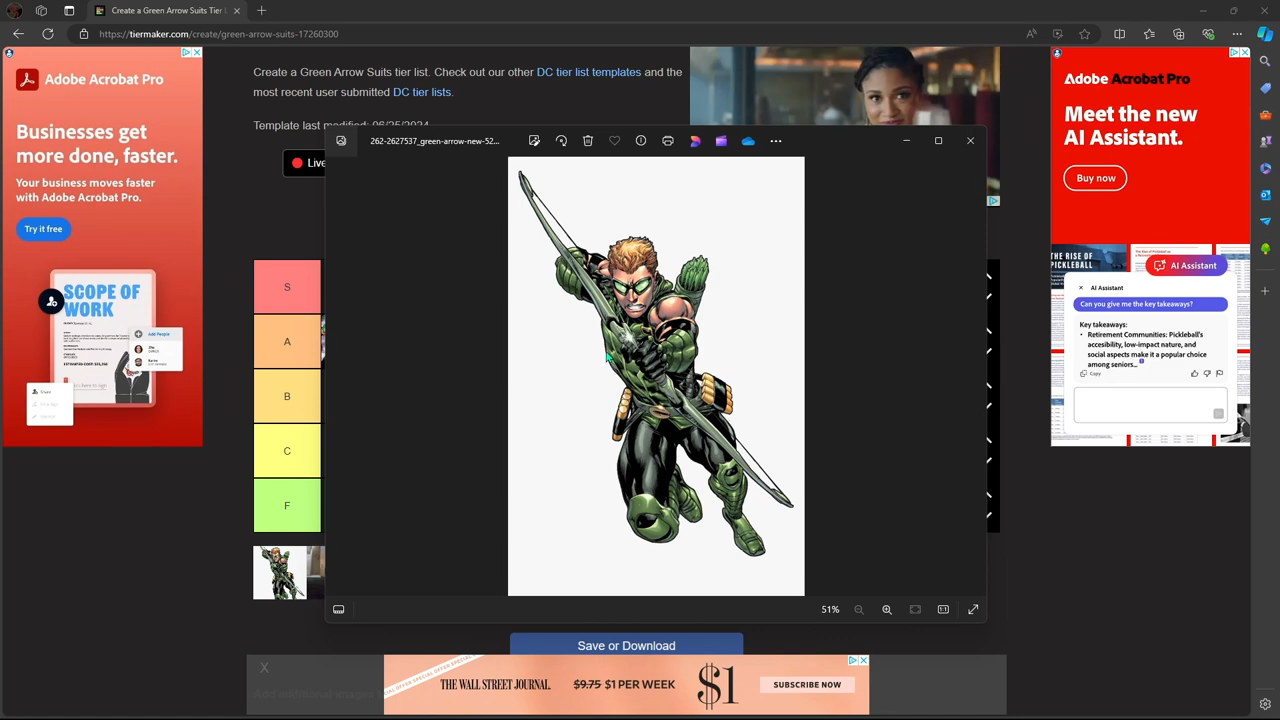 Create a Green Arrow Suits Tier L
https://tiermaker.com/create/green-arrow-suits-17260300
Adobe Acrobat Pro
Businesses get
more done, faster.
Your business moves faster
with Adobe Acrobat Pro.
Try it free
SCOPE OF
WORK
Create a Green Arrow Suits tier list. Check out our other DC tier list templates and the
most recent user submitted DC tier lists.
Template last modified: 06/25/2024
Live
262-2627537_green-arrow-new-52...
S
A
B
C
F
51%
Save or Download
X
THE WALL STREET JOURNAL.
$9.75 $1 PER WEEK
$1
SUBSCRIBE NOW
Adobe Acrobat Pro
Meet the new
AI Assistant.
Buy now
THE RISE OF
PICKLEBALL
AI Assistant
AI Assistant
Can you give me the key takeaways?
Key takeaways:
• Retirement Communities: Pickleball's
accesibility, low-impact nature, and
social aspects make it a popular choice
among seniors...
Copy